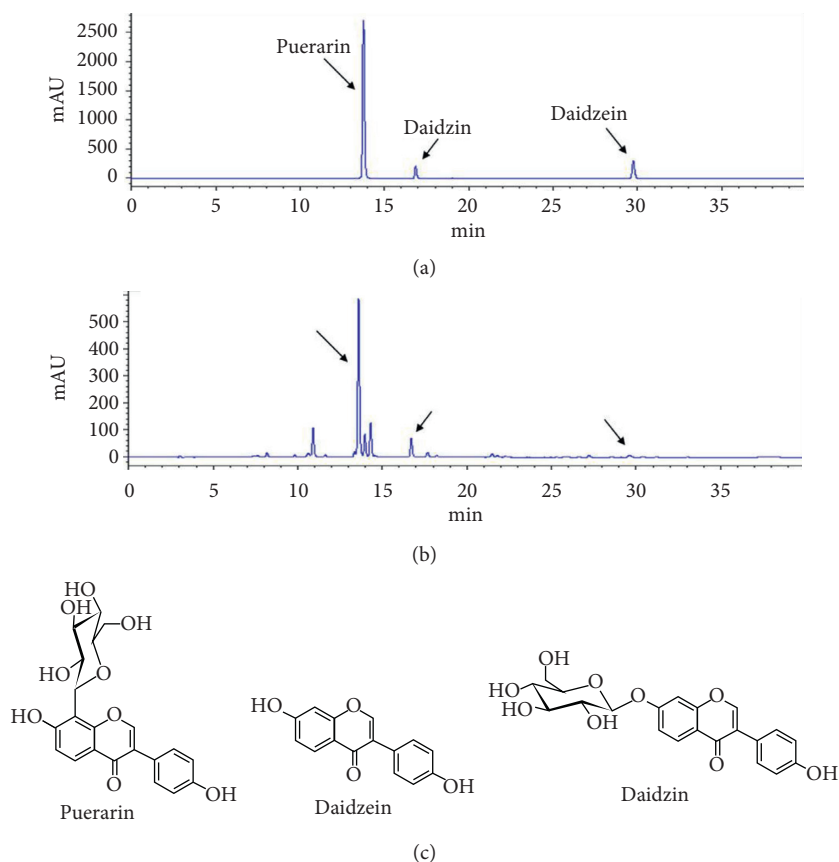 2500
2000
1500
1000
500
0
mAU
Puerarin
Daidzin
Daidzein
0 5 10 15 20 25 30 35
min
(a)
500
400
300
200
100
0
mAU
0 5 10 15 20 25 30 35
min
(b)
HO
OH
OH
HO
O
HO
O
O
OH
Puerarin
HO
O
O
OH
Daidzein
OH
HO
HO
OH
O
O
O
O
OH
Daidzin
(c)